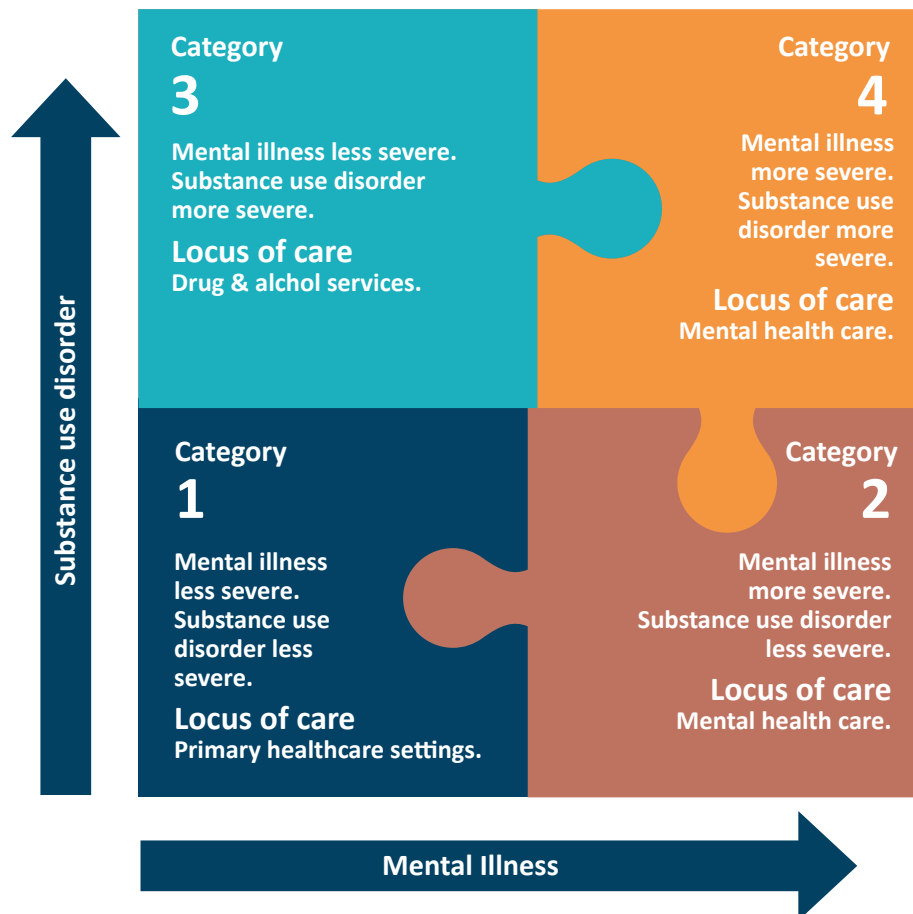 Category
3
Mental illness less severe.
Substance use disorder
more severe.
Locus of care
Drug & alchol services.
Category
4
Mental illness
more severe.
Substance use
disorder more
severe.
Locus of care
Mental health care.
Substance use disorder
Category
1
Mental illness
less severe.
Substance use
disorder less
severe.
Locus of care
Primary healthcare settings.
Category
2
Mental illness
more severe.
Substance use disorder
less severe.
Locus of care
Mental health care.
Mental Illness